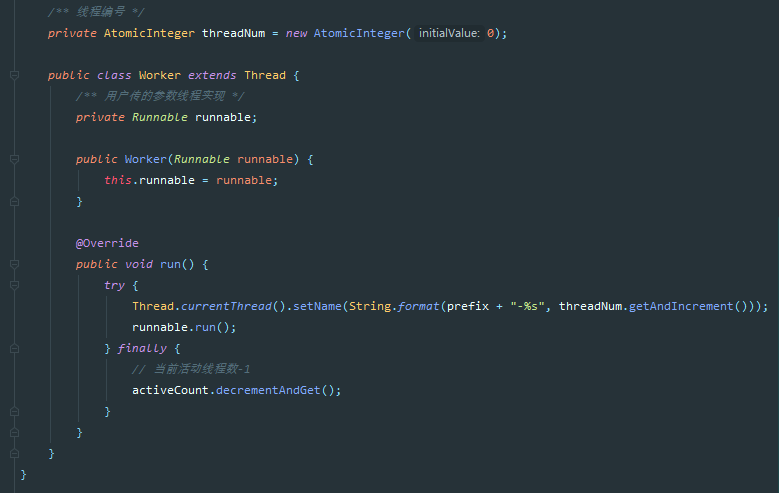 /** 线程编号 */
private AtomicInteger threadNum = new AtomicInteger( initialValue: 0);
public class Worker extends Thread {
/** 用户传的参数线程实现 */
private Runnable runnable;
public Worker(Runnable runnable) {
this.runnable = runnable;
}
@Override
public void run() {
try {
Thread.currentThread().setName(String.format(prefix + "-%s", threadNum.getAndIncrement()));
runnable.run();
} finally {
// 当前活动线程数-1
activeCount.decrementAndGet();
}
}
}
}